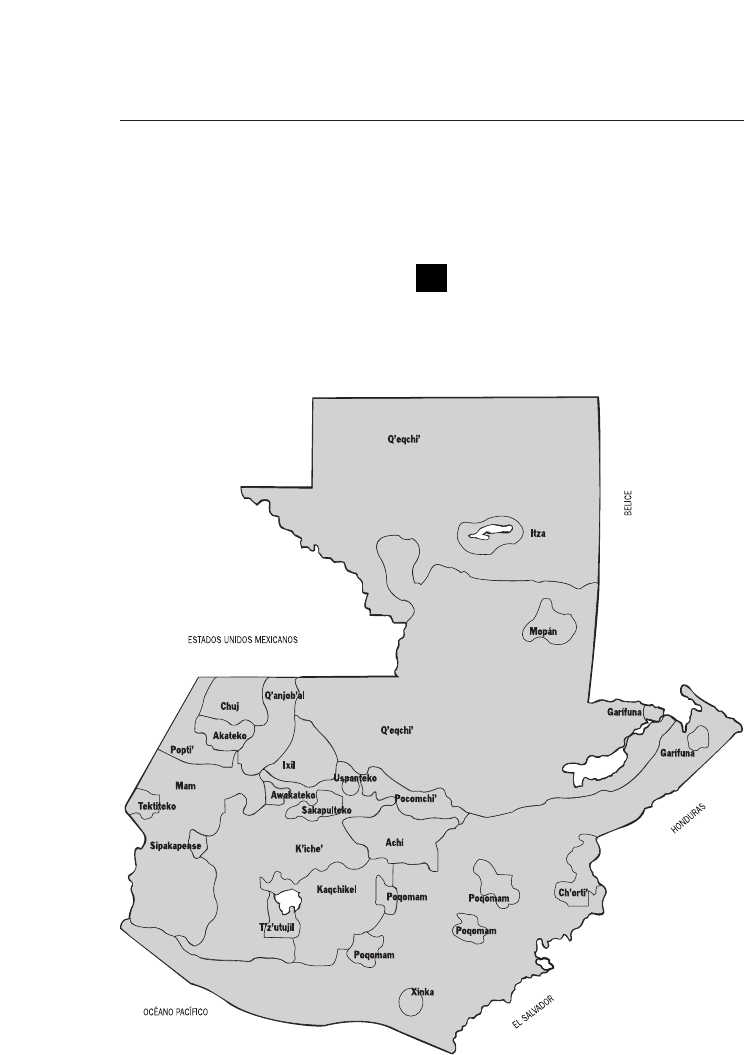 Q'eqchi'
BELICE
Itza
Mopán
ESTADOS UNIDOS MEXICANOS
Q'anjob'al
Chuj
Garífuna
Akateko
Q'eqchi'
Popti'
Garífuna
Ixil
Uspanteko
Mam
Awakateko
Pocomchi'
Tektiteko
Sakapulteko
HONDURAS
Sipakapense
K'iche'
Achí
Kaqchikel
Poqomam
Poqomam
Ch'orti'
T'z'utujil
Poqomam
Poqomam
Xinka
OCÉANO PACÍFICO
EL SALVADOR